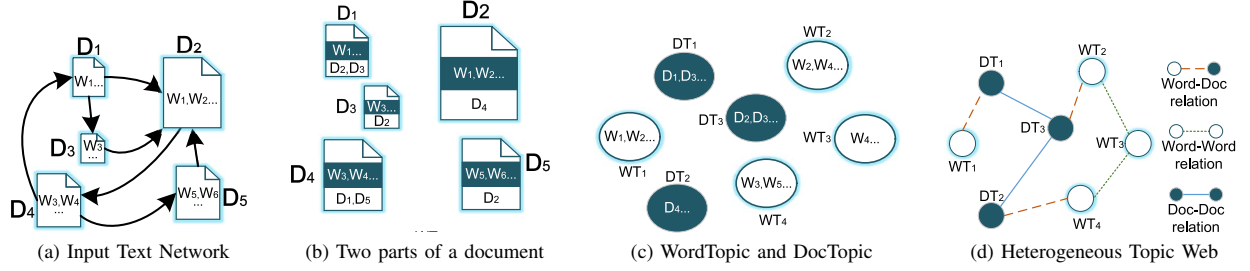 D1
W1...
D2
W1,W2...
D3
W3
...
D4
W3,W4
...
W5,W6
...
D5
(a) Input Text Network
D1
W1...
D2,D3
D2
W1,W2...
D4
D3
W3...
D2
D4
W3,W4...
D1,D5
W5,W6...
D2
D5
(b) Two parts of a document
DT1
D1,D3...
WT2
W2,W4...
DT3
D2,D3...
W1,W2...
WT1
WT3
W4...
DT2
D4...
W3,W5...
WT4
(c) WordTopic and DocTopic
DT1
WT2
DT3
WT3
WT1
DT2
WT4
Word-Doc
relation
Word-Word
relation
Doc-Doc
relation
(d) Heterogeneous Topic Web